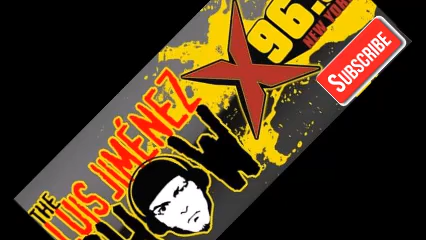 THE
LUIS JIMÉNEZ
SHOW
X
96.
NEW YORK
SUBSCRIBE